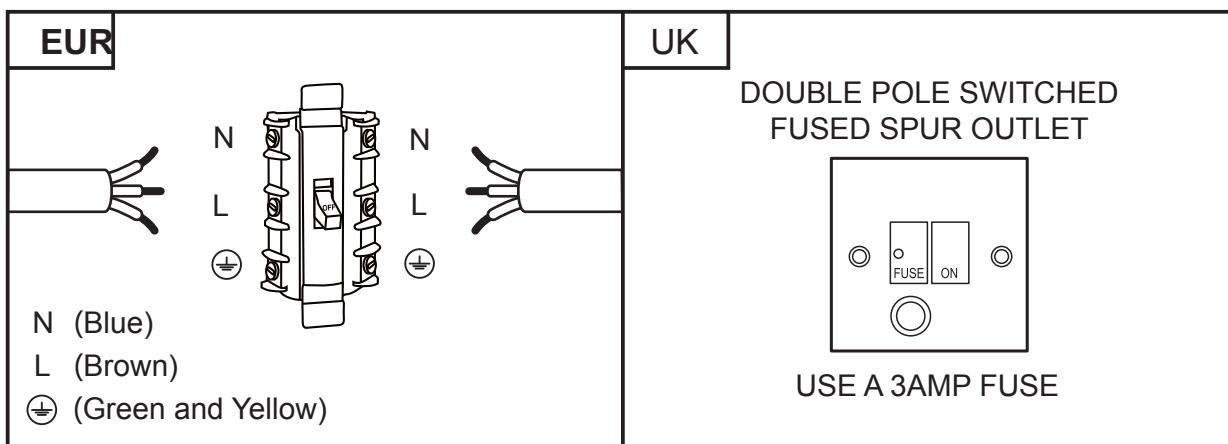 EUR
N
N
L
L
OFF
N (Blue)
L (Brown)
(Green and Yellow)
UK
DOUBLE POLE SWITCHED
FUSED SPUR OUTLET
FUSE
ON
USE A 3AMP FUSE